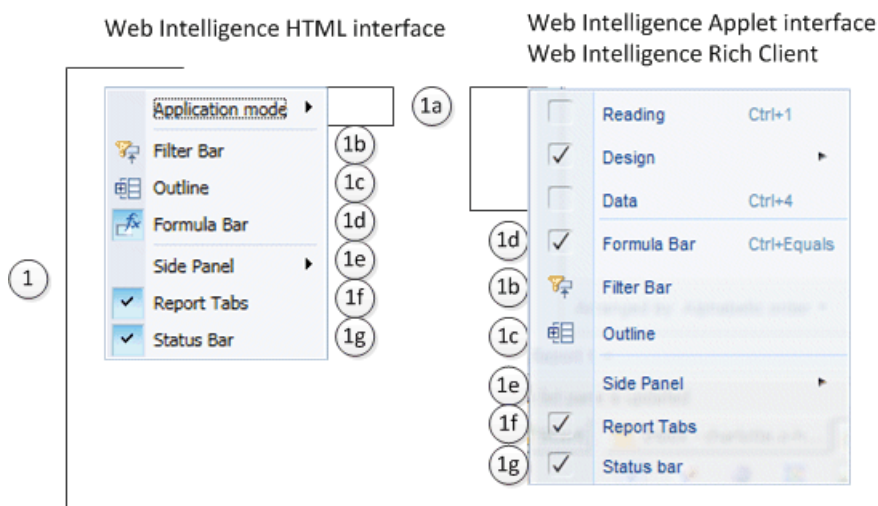 Web Intelligence HTML interface
Web Intelligence Applet interface
Web Intelligence Rich Client
1
Application mode
1a
Filter Bar
1b
Outline
1c
Formula Bar
1d
Side Panel
1e
Report Tabs
1f
Status Bar
1g
Reading Ctrl+1
Design
Data Ctrl+4
1d
Formula Bar Ctrl+Equals
1b
Filter Bar
1c
Outline
1e
Side Panel
1f
Report Tabs
1g
Status bar